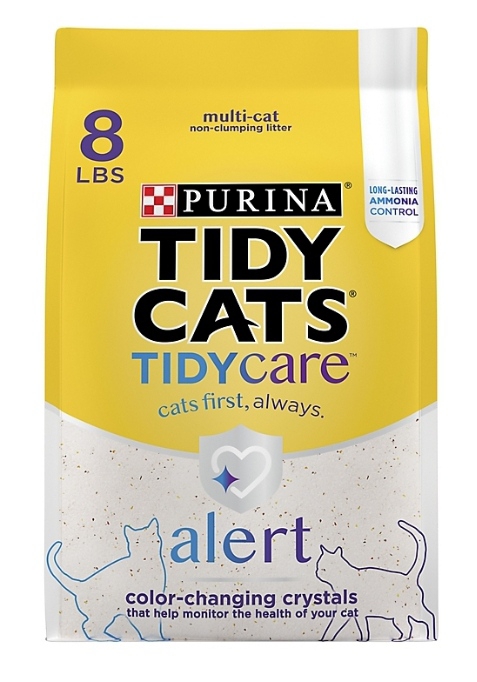 8
LBS
multi-cat
non-clumping litter
LONG-LASTING
AMMONIA
CONTROL
PURINA®
TIDY
CATS®
TIDYcare™
cats first, always.
alert
color-changing crystals
that help monitor the health of your cat